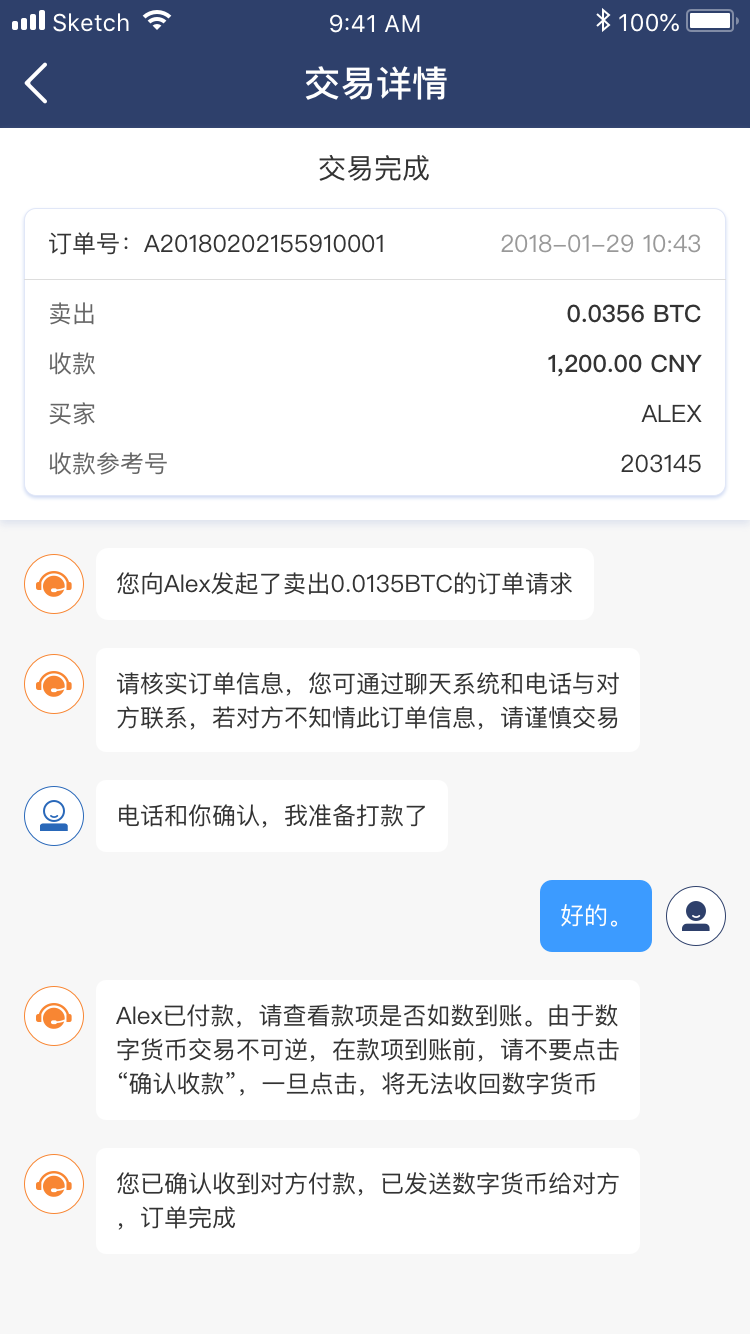 Sketch 9:41 AM 100%
交易详情
交易完成
订单号：A20180202155910001 2018-01-29 10:43
卖出 0.0356 BTC
收款 1,200.00 CNY
买家 ALEX
收款参考号 203145
您向Alex发起了卖出0.0135BTC的订单请求
请核实订单信息，您可通过聊天系统和电话与对
方联系，若对方不知情此订单信息，请谨慎交易
电话和你确认，我准备打款了
好的。
Alex已付款，请查看款项是否如数到账。由于数
字货币交易不可逆，在款项到账前，请不要点击
“确认收款”，一旦点击，将无法收回数字货币
您已确认收到对方付款，已发送数字货币给对方
，订单完成